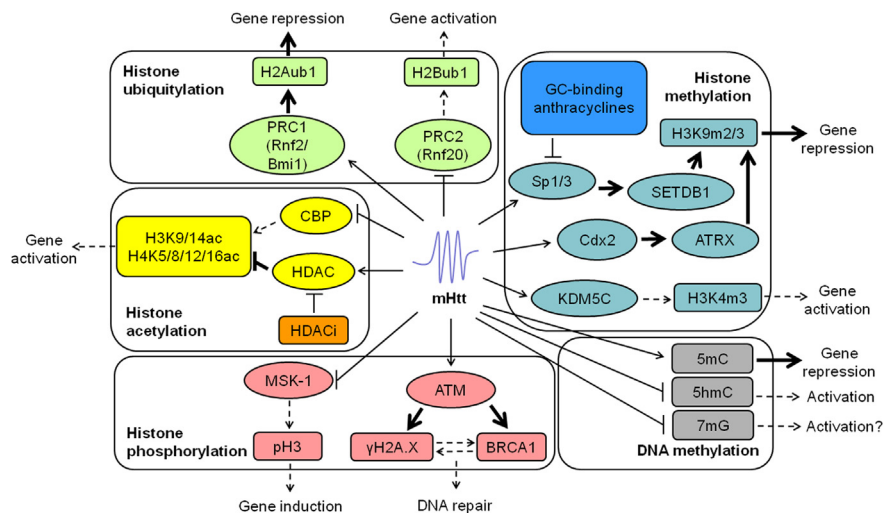 Gene repression
Gene activation
Histone
ubiquitylation
H2Aub1
H2Bub1
PRC1
(Rnf2/
Bmi1)
PRC2
(Rnf20)
GC-binding
anthracyclines
Histone
methylation
H3K9m2/3
Gene
repression
Sp1/3
SETDB1
Cdx2
ATRX
KDM5C
H3K4m3
Gene
activation
CBP
H3K9/14ac
H4K5/8/12/16ac
Gene
activation
HDAC
HDACi
Histone
acetylation
mHtt
5mC
Gene
repression
5hmC
Activation
7mG
Activation?
DNA methylation
MSK-1
ATM
Histone
phosphorylation
pH3
γH2A.X
BRCA1
Gene induction
DNA repair